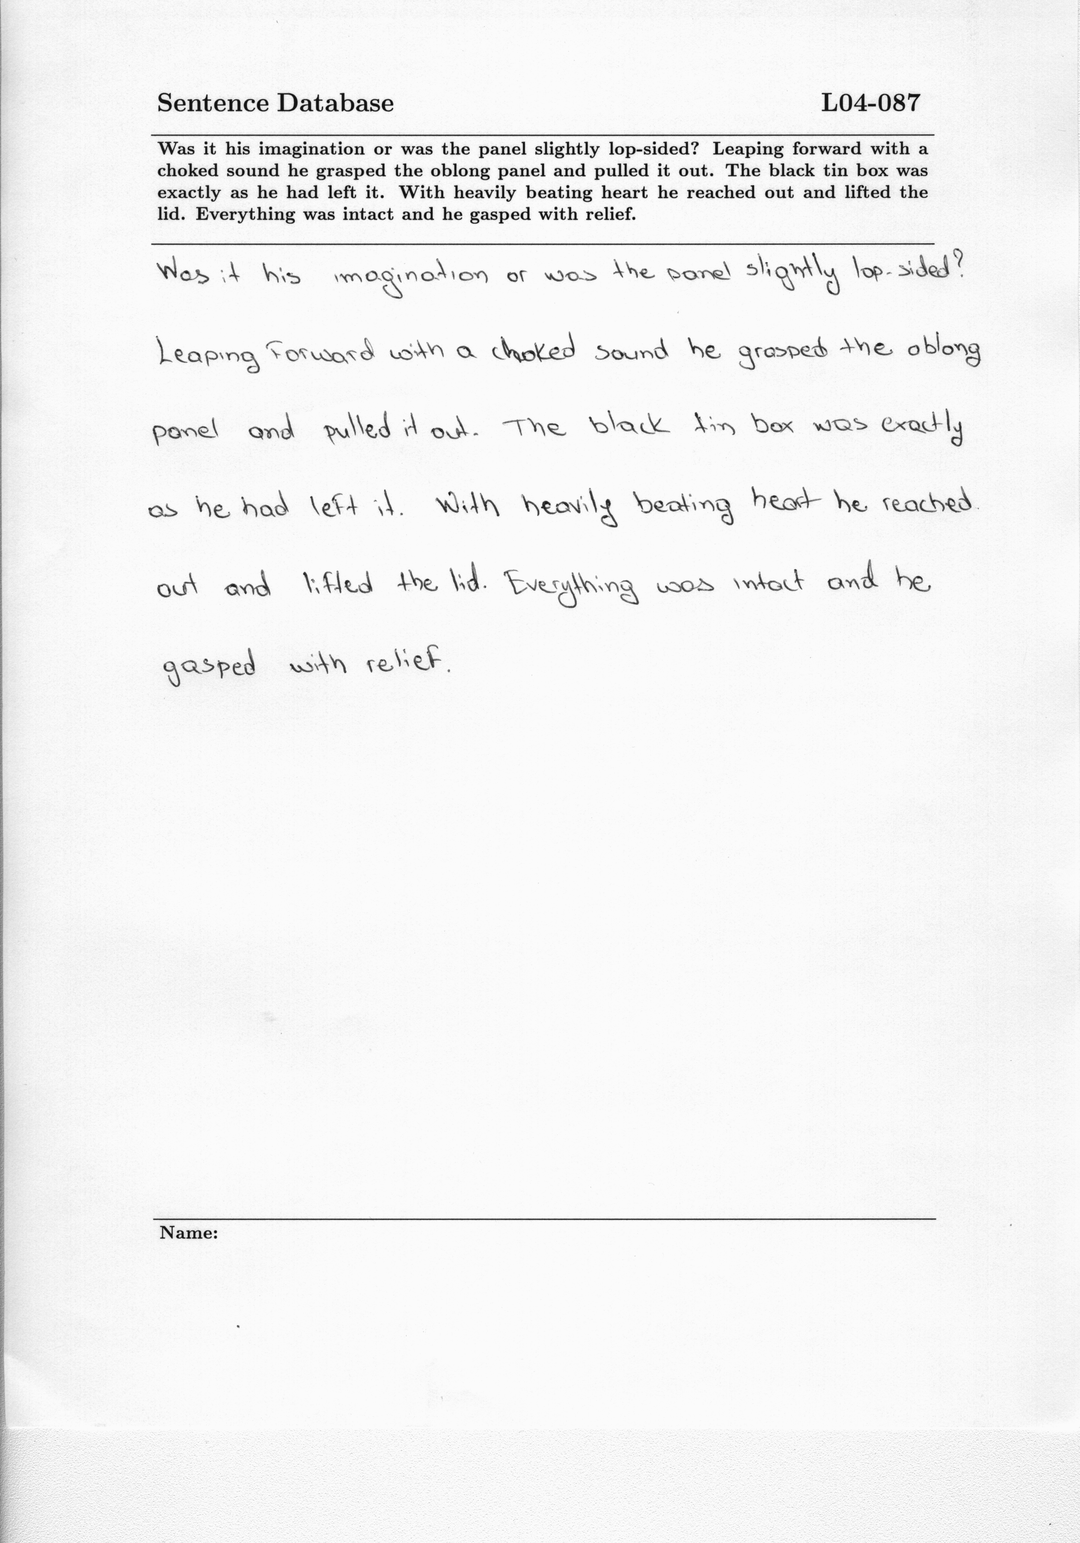 Sentence Database L04-087
Was it his imagination or was the panel slightly lop-sided? Leaping forward with a
choked sound he grasped the oblong panel and pulled it out. The black tin box was
exactly as he had left it. With heavily beating heart he reached out and lifted the
lid. Everything was intact and he gasped with relief.
Was it his imagination or was the panel slightly lop-sided?
Leaping Forward with a choked sound he grasped the oblong
panel and pulled it out. The black tin box was exactly
as he had left it. With heavily beating heart he reached
out and lifted the lid. Everything was intact and he
gasped with relief.
Name: